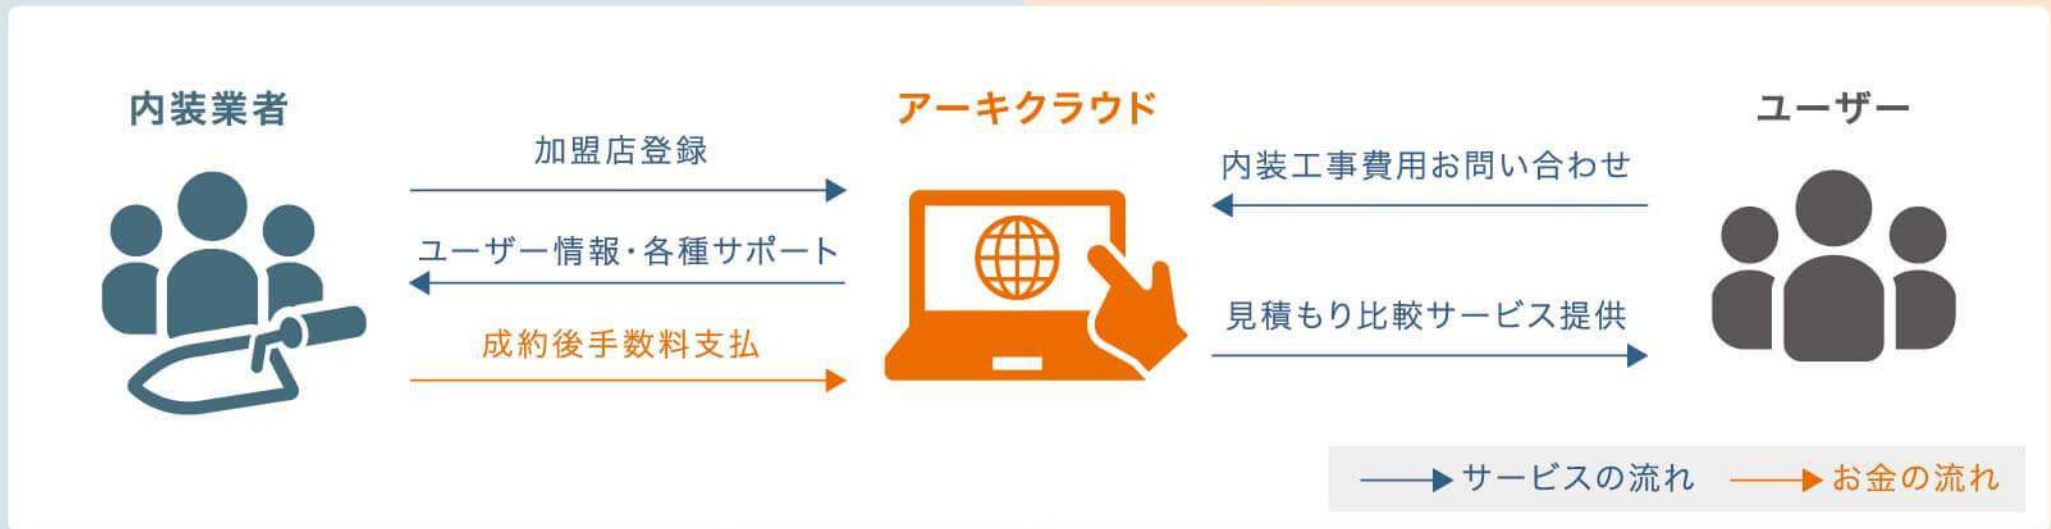 内装業者
加盟店登録
ユーザー情報・各種サポート
成約後手数料支払
アーキクラウド
内装工事費用お問い合わせ
見積もり比較サービス提供
ユーザー
サービスの流れ
お金の流れ